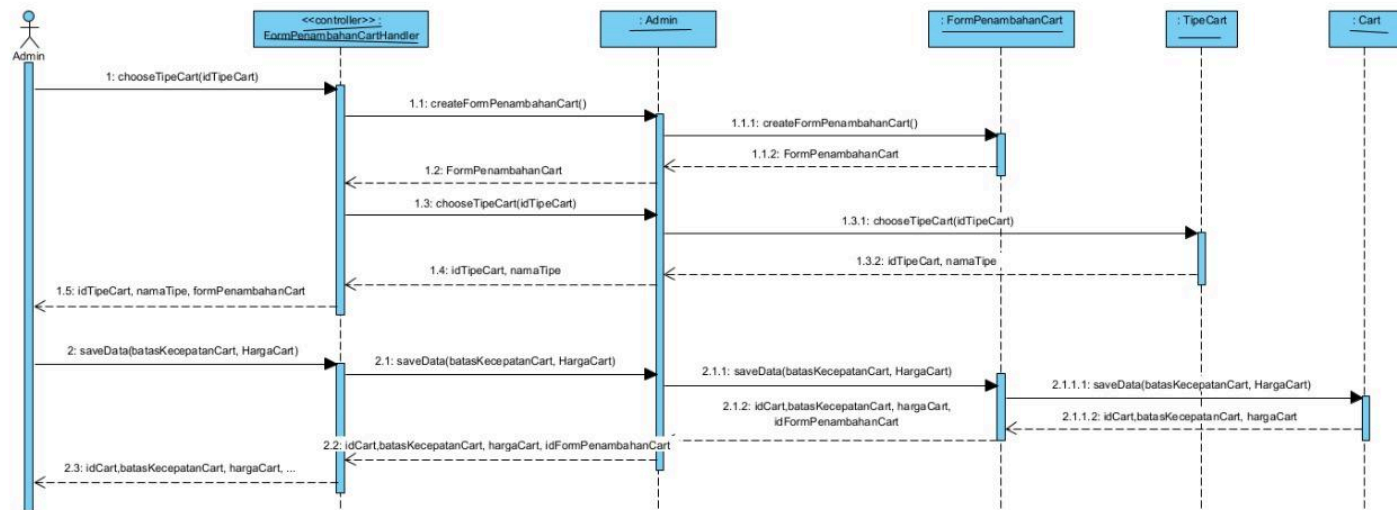 <<controller>> :
FormPenambahanCartHandler
: Admin
: FormPenambahanCart
: TipeCart
: Cart
Admin
1: chooseTipeCart(idTipeCart)
1.1: createFormPenambahanCart()
1.1.1: createFormPenambahanCart()
1.1.2: FormPenambahanCart
1.2: FormPenambahanCart
1.3: chooseTipeCart(idTipeCart)
1.3.1: chooseTipeCart(idTipeCart)
1.3.2: idTipeCart, namaTipe
1.4: idTipeCart, namaTipe
1.5: idTipeCart, namaTipe, formPenambahanCart
2: saveData(batasKecepatanCart, HargaCart)
2.1: saveData(batasKecepatanCart, HargaCart)
2.1.1: saveData(batasKecepatanCart, HargaCart)
2.1.1.1: saveData(batasKecepatanCart, HargaCart)
2.1.1.2: idCart,batasKecepatanCart, hargaCart
2.1.2: idCart,batasKecepatanCart, hargaCart,
idFormPenambahanCart
2.2: idCart,batasKecepatanCart, hargaCart, idFormPenambahanCart
2.3: idCart,batasKecepatanCart, hargaCart, ...